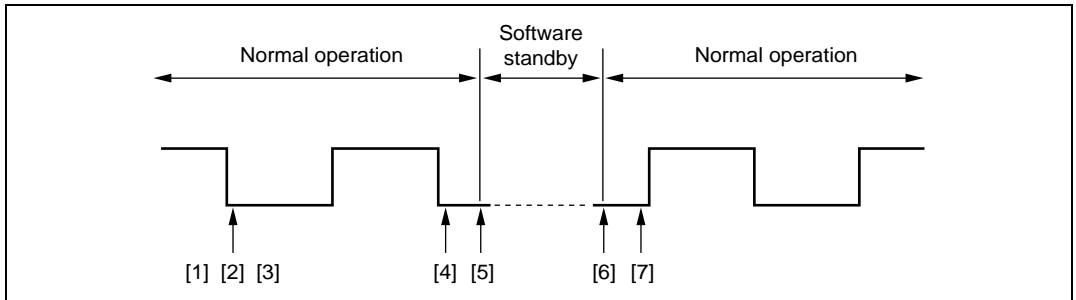 Software
standby
Normal operation
Normal operation
[1] [2] [3]
[4] [5]
[6] [7]